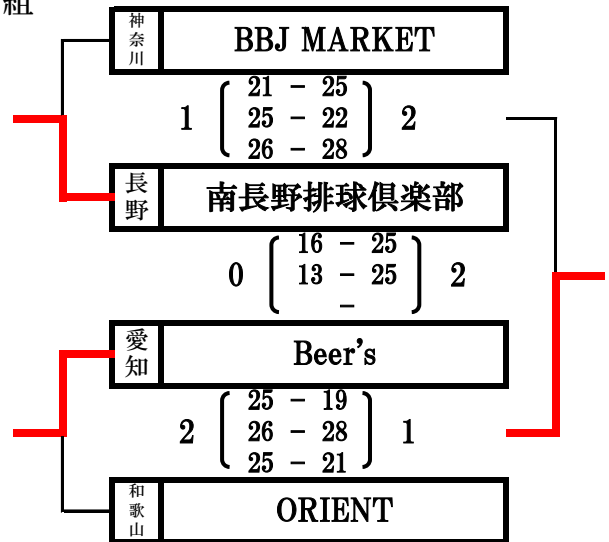 組
神奈川 BBJ MARKET
21 － 25
1 25 － 22 2
26 － 28
長野 南長野排球倶楽部
16 － 25
0 13 － 25 2
－
愛知 Beer's
25 － 19
2 26 － 28 1
25 － 21
和歌山 ORIENT